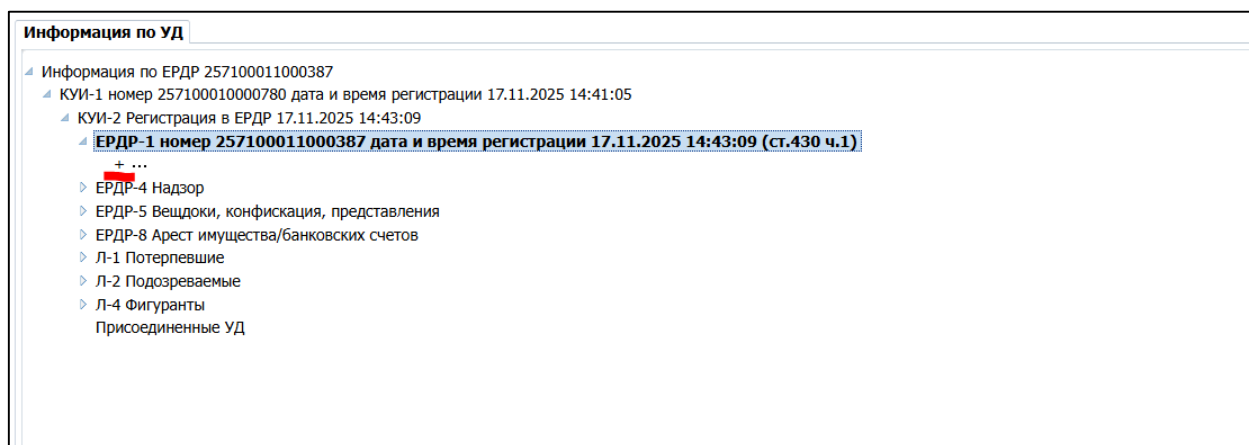 Информация по УД
Информация по ЕРДР 257100011000387
КУИ-1 номер 257100010000780 дата и время регистрации 17.11.2025 14:41:05
КУИ-2 Регистрация в ЕРДР 17.11.2025 14:43:09
ЕРДР-1 номер 257100011000387 дата и время регистрации 17.11.2025 14:43:09 (ст.430 ч.1)
+ ...
ЕРДР-4 Надзор
ЕРДР-5 Вещдоки, конфискация, представления
ЕРДР-8 Арест имущества/банковских счетов
Л-1 Потерпевшие
Л-2 Подозреваемые
Л-4 Фигуранты
Присоединенные УД